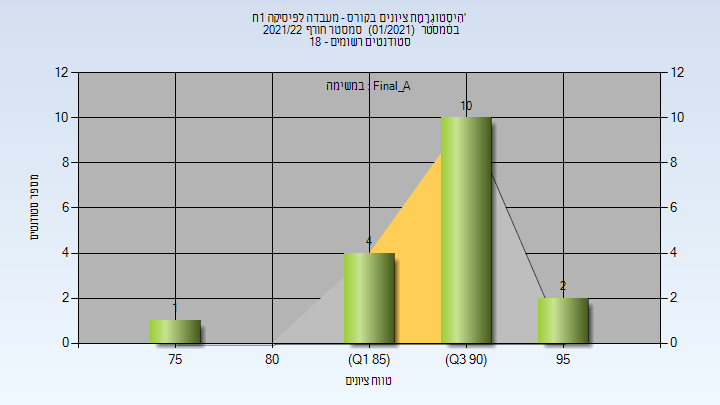 היסטוגרמת ציונים בקורס - מעבדה לפיסיקה 1ח'
בסמסטר (01/2021) סמסטר חורף 2021/22
סטודנטים רשומים - 18
במשימה : Final_A
12 12
10 10 10
8 8
6 6
4 4 4
2 2 2
1
0 0
75 80 (Q1 85) (Q3 90) 95
מספר סטודנטים
טווח ציונים